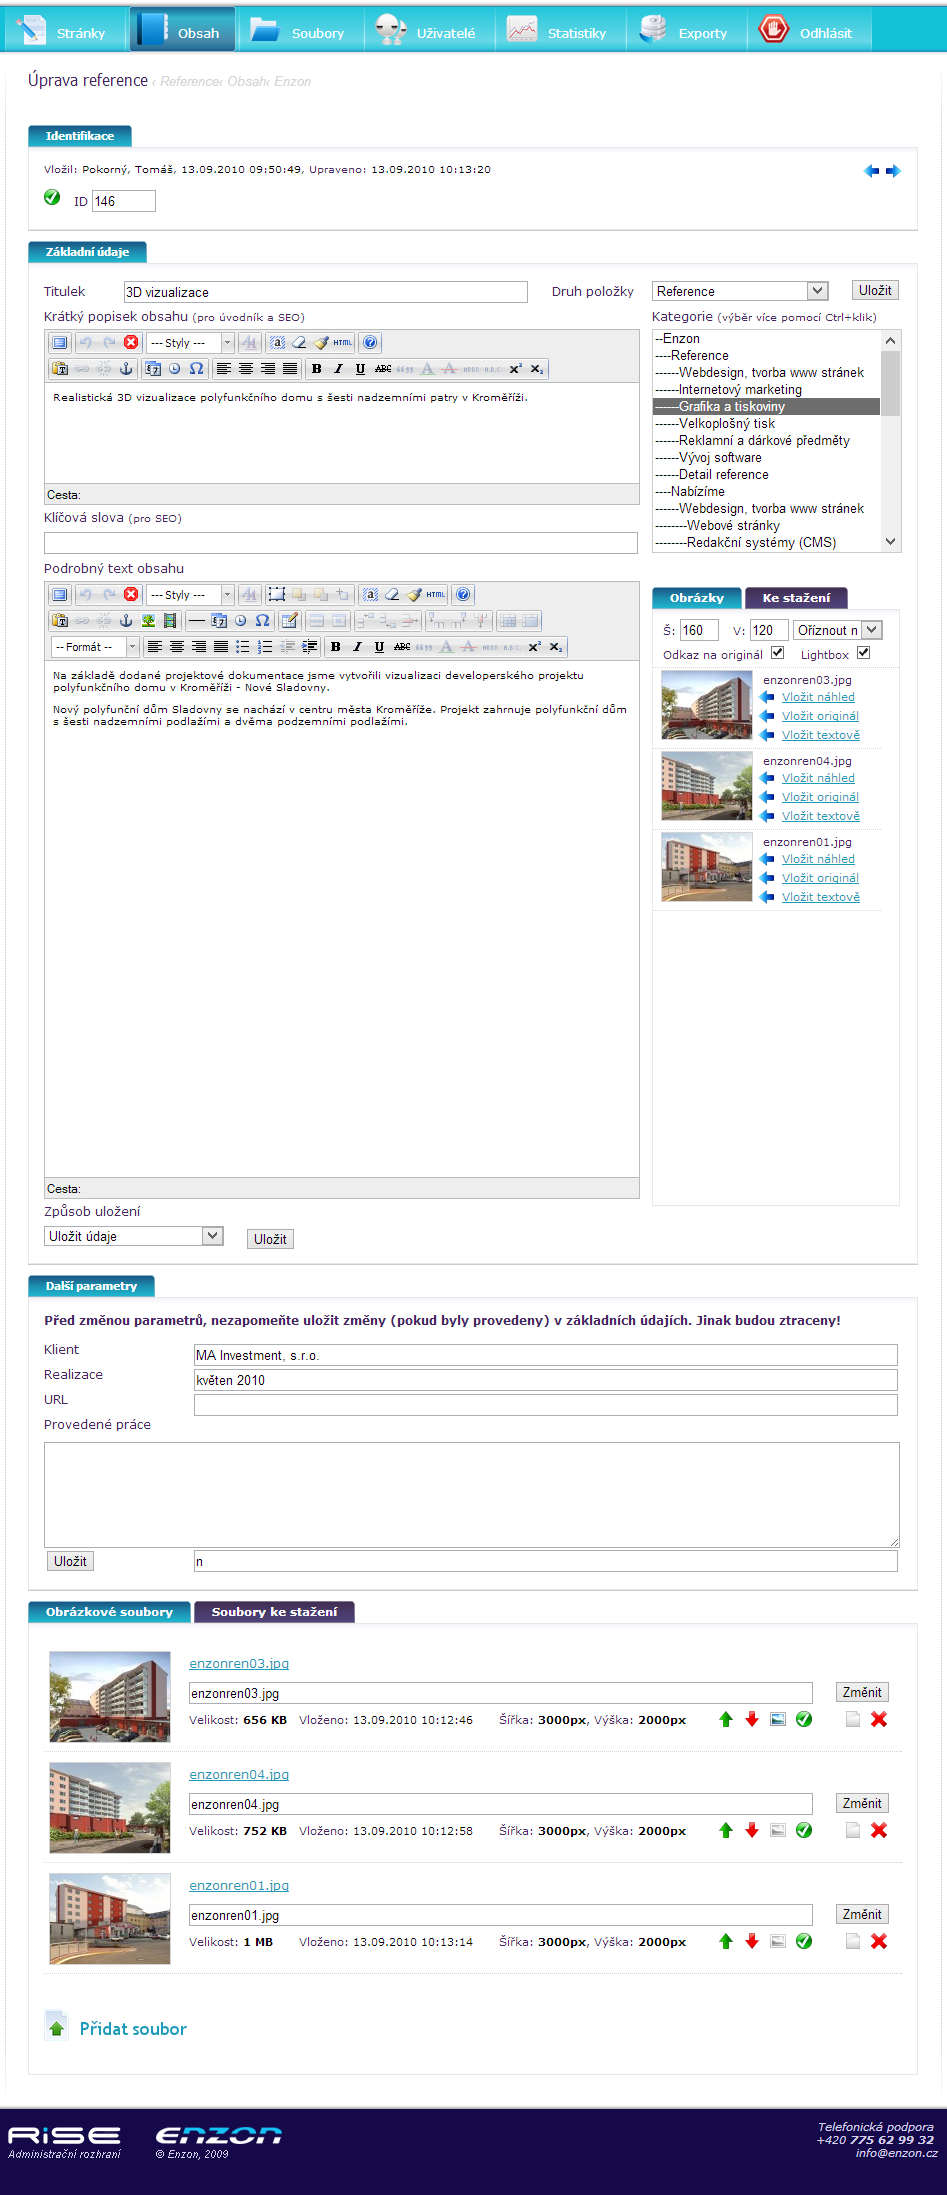 Stránky Obsah Soubory Uživatelé Statistiky Exporty Odhlásit
Úprava reference ‹ Reference‹ Obsah‹ Enzon
Identifikace
Vložil: Pokorný, Tomáš, 13.09.2010 09:50:49, Upraveno: 13.09.2010 10:13:20
ID 146
Základní údaje
Titulek 3D vizualizace Druh položky Reference Uložit
Krátký popisek obsahu (pro úvodník a SEO)
--- Styly --- HTML
B I U ABC
Realistická 3D vizualizace polyfunkčního domu s šesti nadzemními patry v Kroměříži.
Cesta:
Klíčová slova (pro SEO)
Kategorie (výběr více pomocí Ctrl+klik)
--Enzon
----Reference
------Webdesign, tvorba www stránek
------Internetový marketing
------Grafika a tiskoviny
------Velkoplošný tisk
------Reklamní a dárkové předměty
------Vývoj software
------Detail reference
----Nabízíme
------Webdesign, tvorba www stránek
--------Webové stránky
--------Redakční systémy (CMS)
Podrobný text obsahu
--- Styly --- HTML
-- Formát -- B I U ABC
Na základě dodané projektové dokumentace jsme vytvořili vizualizaci developerského projektu
polyfunkčního domu v Kroměříži - Nové Sladovny.
Nový polyfunční dům Sladovny se nachází v centru města Kroměříže. Projekt zahrnuje polyfunkční dům
s šesti nadzemními podlažími a dvěma podzemními podlažími.
Cesta:
Obrázky Ke stažení
Š: 160 V: 120 Oříznout n
Odkaz na originál Lightbox
enzonren03.jpg
Vložit náhled
Vložit originál
Vložit textově
enzonren04.jpg
Vložit náhled
Vložit originál
Vložit textově
enzonren01.jpg
Vložit náhled
Vložit originál
Vložit textově
Způsob uložení
Uložit údaje Uložit
Další parametry
Před změnou parametrů, nezapomeňte uložit změny (pokud byly provedeny) v základních údajích. Jinak budou ztraceny!
Klient MA Investment, s.r.o.
Realizace květen 2010
URL
Provedené práce
Uložit n
Obrázkové soubory Soubory ke stažení
enzonren03.jpg
enzonren03.jpg Změnit
Velikost: 656 KB Vloženo: 13.09.2010 10:12:46 Šířka: 3000px, Výška: 2000px
enzonren04.jpg
enzonren04.jpg Změnit
Velikost: 752 KB Vloženo: 13.09.2010 10:12:58 Šířka: 3000px, Výška: 2000px
enzonren01.jpg
enzonren01.jpg Změnit
Velikost: 1 MB Vloženo: 13.09.2010 10:13:14 Šířka: 3000px, Výška: 2000px
Přidat soubor
RiSE enzon
Administrační rozhraní © Enzon, 2009
Telefonická podpora
+420 775 62 99 32
info@enzon.cz